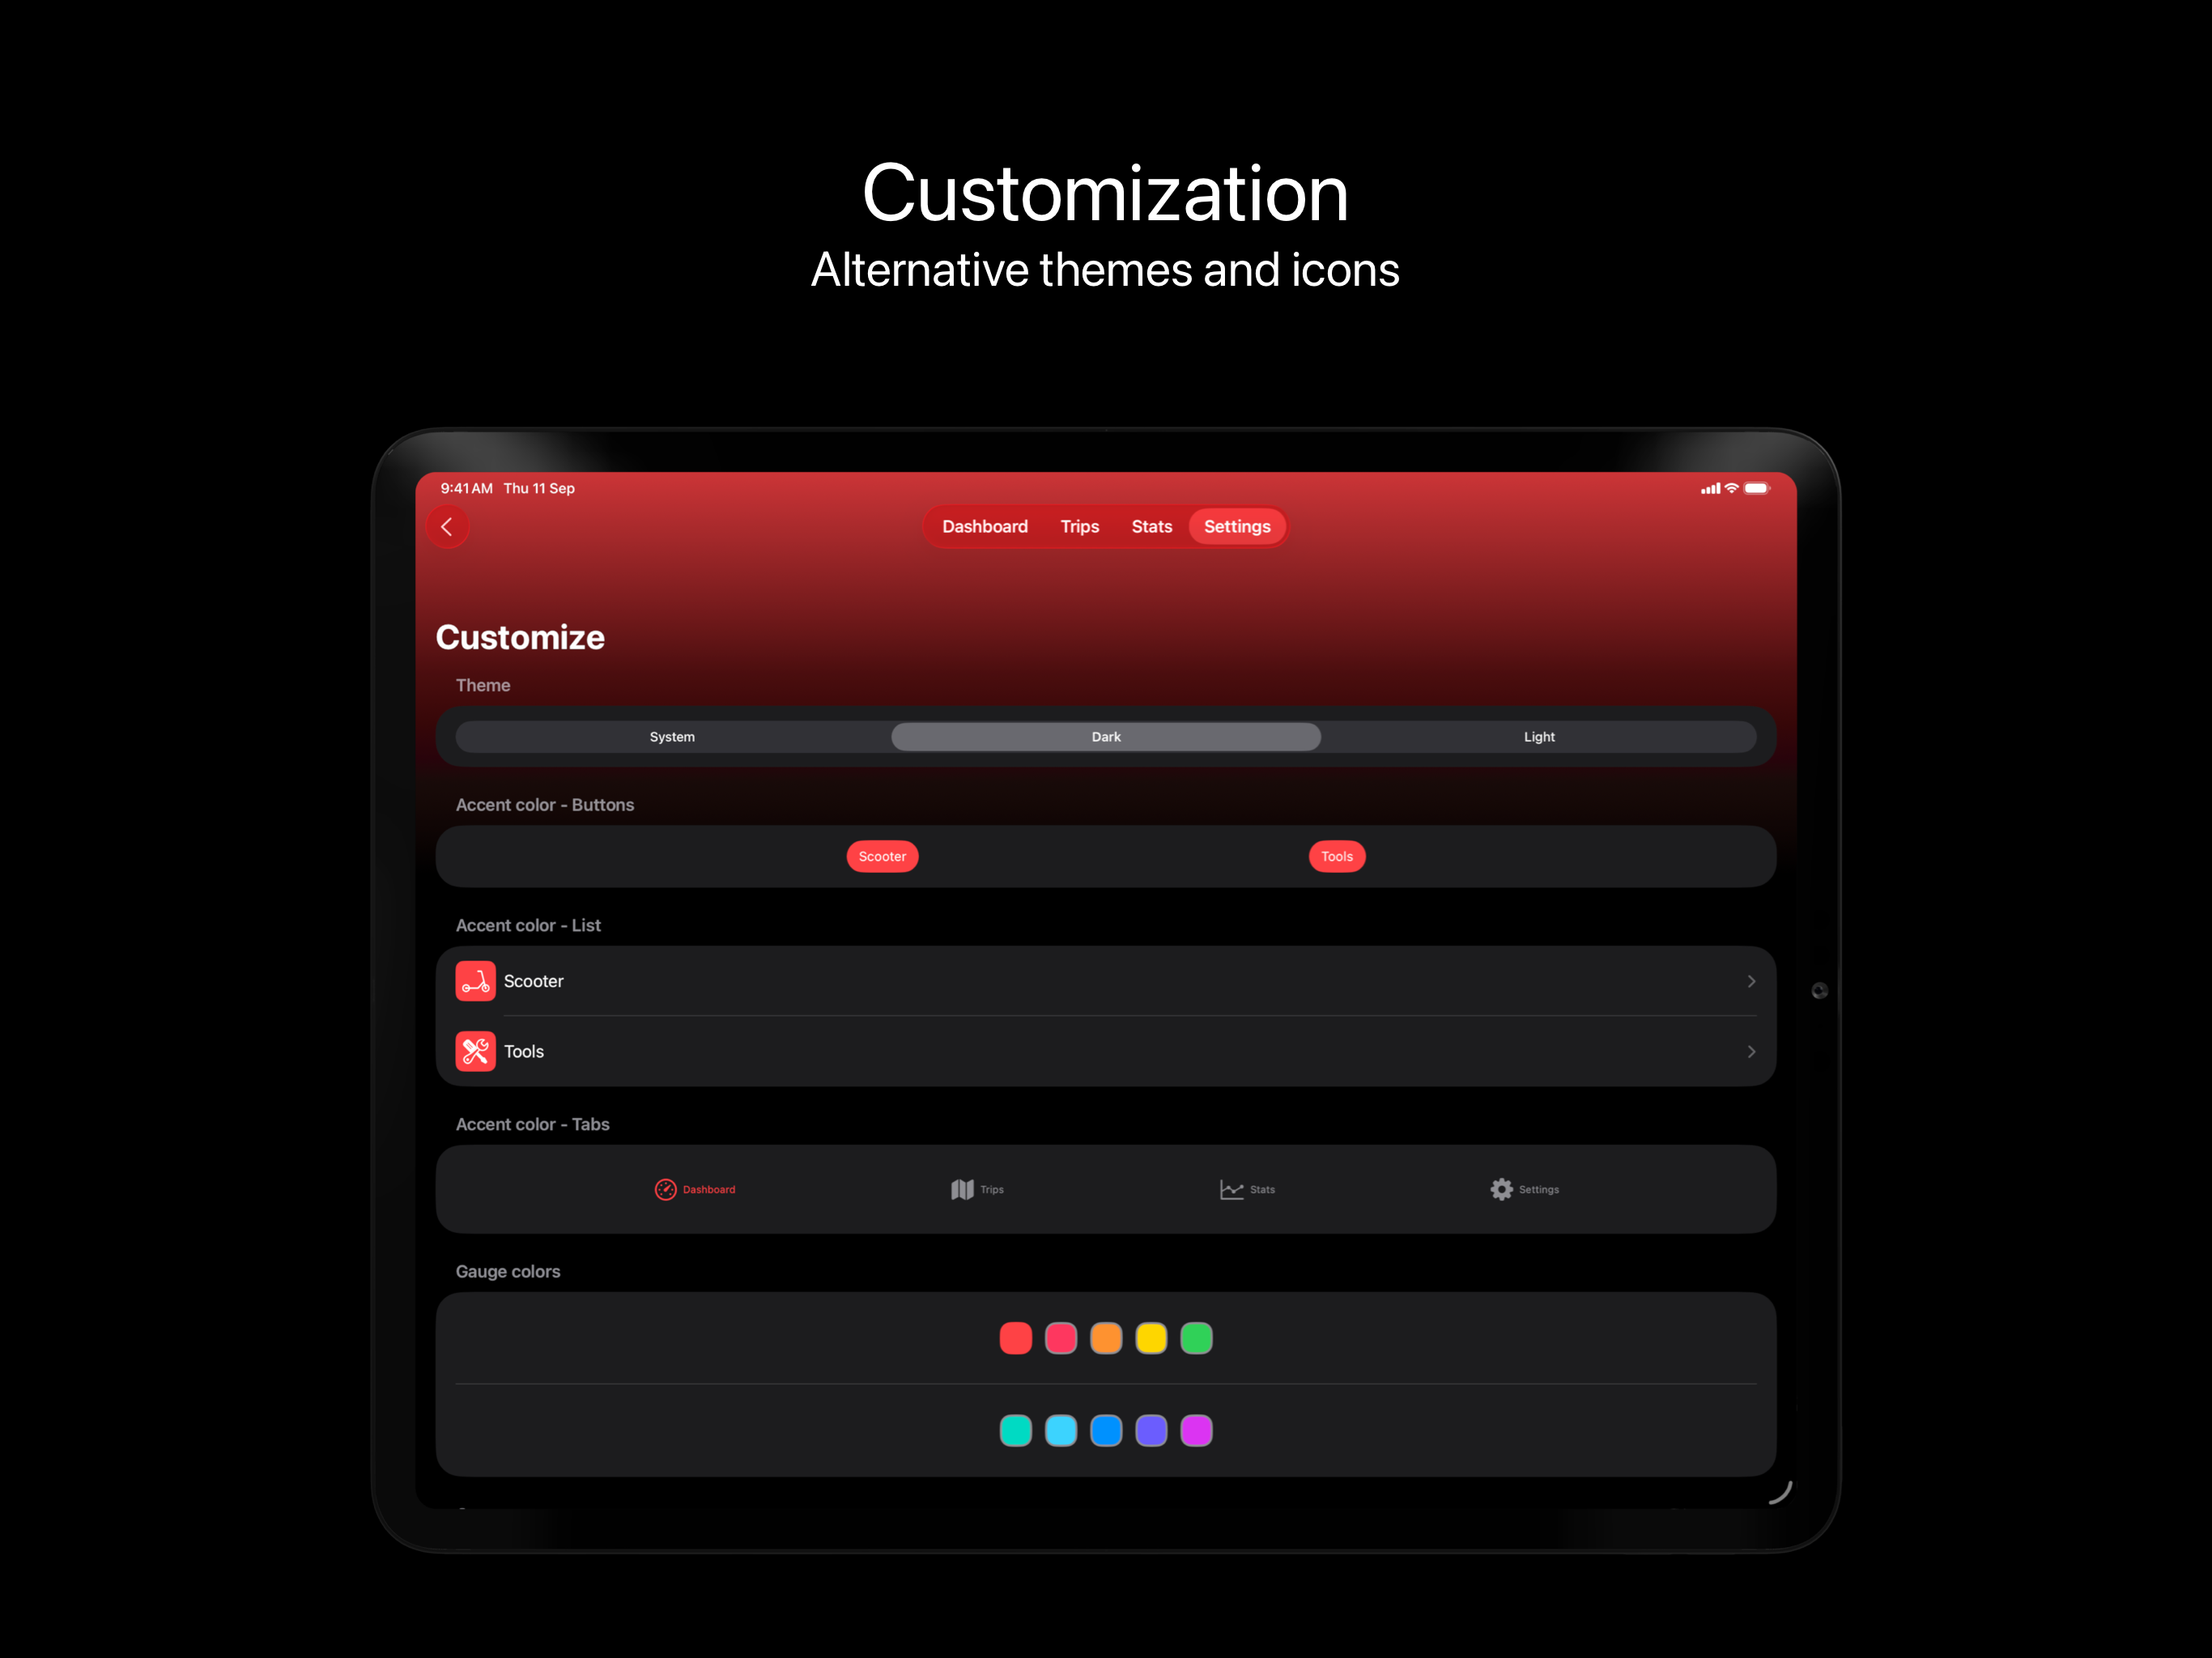 Customization
Alternative themes and icons
9:41 AM Thu 11 Sep
Dashboard Trips Stats Settings
Customize
Theme
System Dark Light
Accent color - Buttons
Scooter Tools
Accent color - List
Scooter
Tools
Accent color - Tabs
Dashboard Trips Stats Settings
Gauge colors